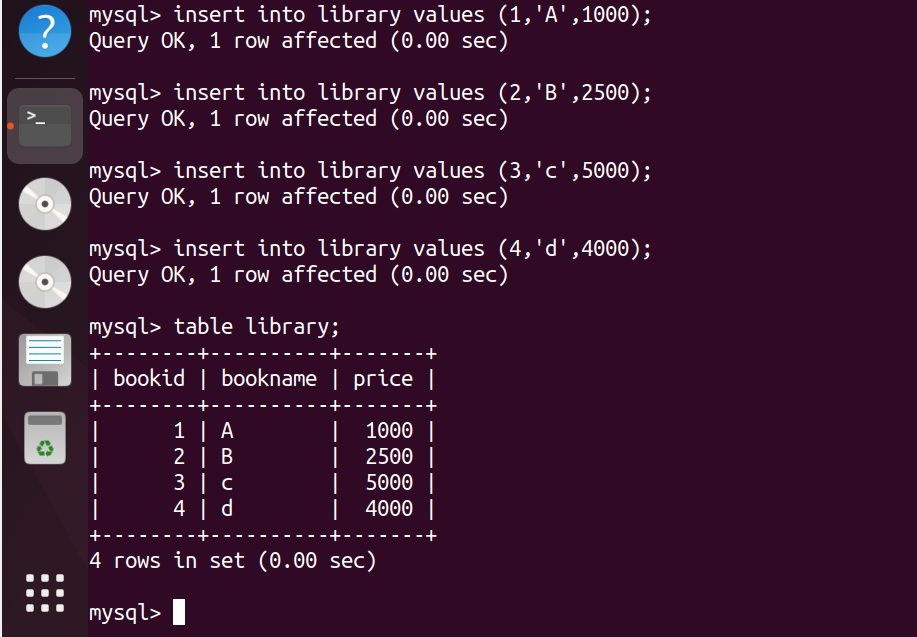 mysql> insert into library values (1,'A',1000);
Query OK, 1 row affected (0.00 sec)

mysql> insert into library values (2,'B',2500);
Query OK, 1 row affected (0.00 sec)

mysql> insert into library values (3,'c',5000);
Query OK, 1 row affected (0.00 sec)

mysql> insert into library values (4,'d',4000);
Query OK, 1 row affected (0.00 sec)

mysql> table library;
+--------+----------+-------+
| bookid | bookname | price |
+--------+----------+-------+
|      1 | A        |  1000 |
|      2 | B        |  2500 |
|      3 | c        |  5000 |
|      4 | d        |  4000 |
+--------+----------+-------+
4 rows in set (0.00 sec)

mysql>